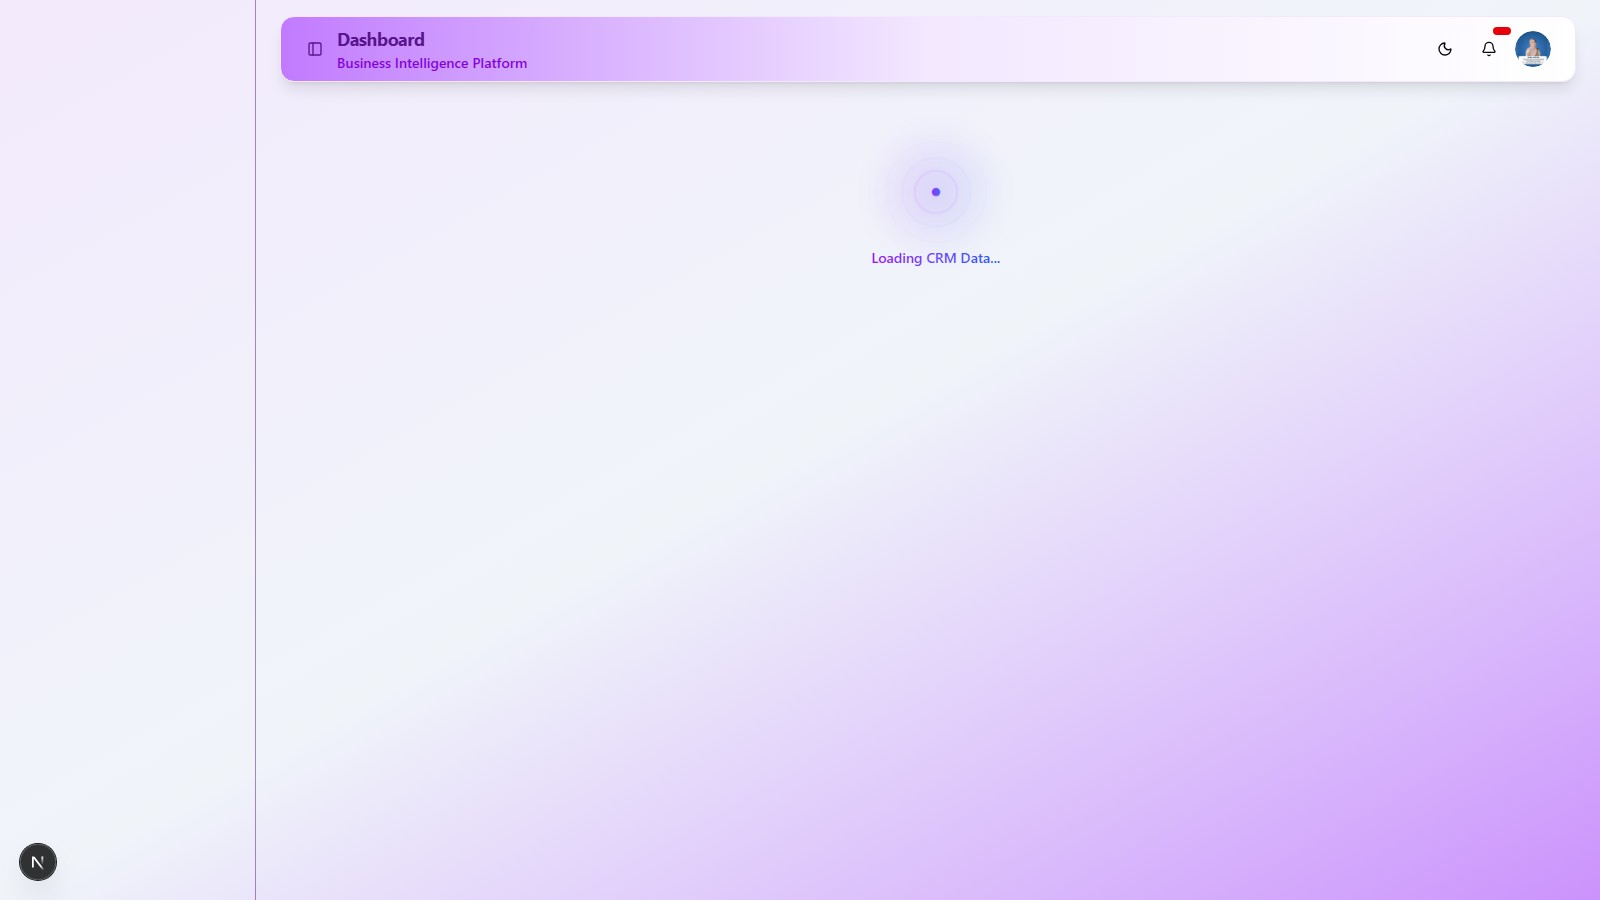 Dashboard
Business Intelligence Platform
Loading CRM Data...
N